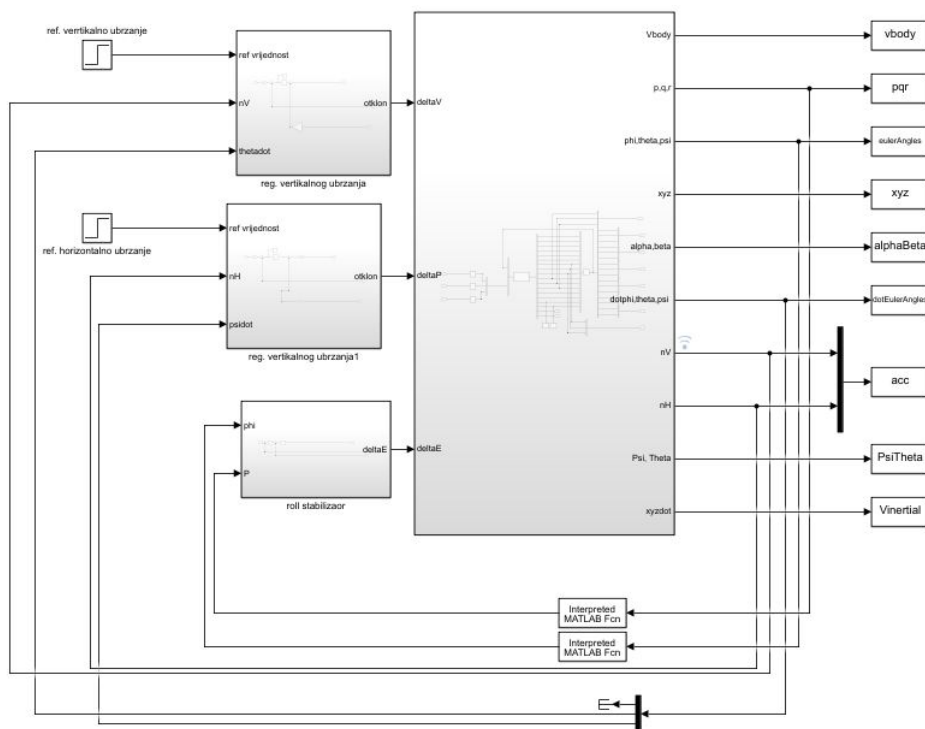 ref. verrtikalno ubrzanje
ref vrijednost
nV
thetadot
otklon
reg. vertikalnog ubrzanja
ref. horizontalno ubrzanje
ref vrijednost
nH
psidot
otklon
reg. vertikalnog ubrzanja1
phi
P
deltaE
roll stabilizaor
deltaV
deltaP
deltaE
Vbody
p,q,r
phi,theta,psi
xyz
alpha,beta
dotphi,theta,psi
nV
nH
Psi, Theta
xyzdot
vbody
pqr
eulerAngles
xyz
alphaBeta
dotEulerAngles
acc
PsiTheta
Vinertial
Interpreted
MATLAB Fcn
Interpreted
MATLAB Fcn